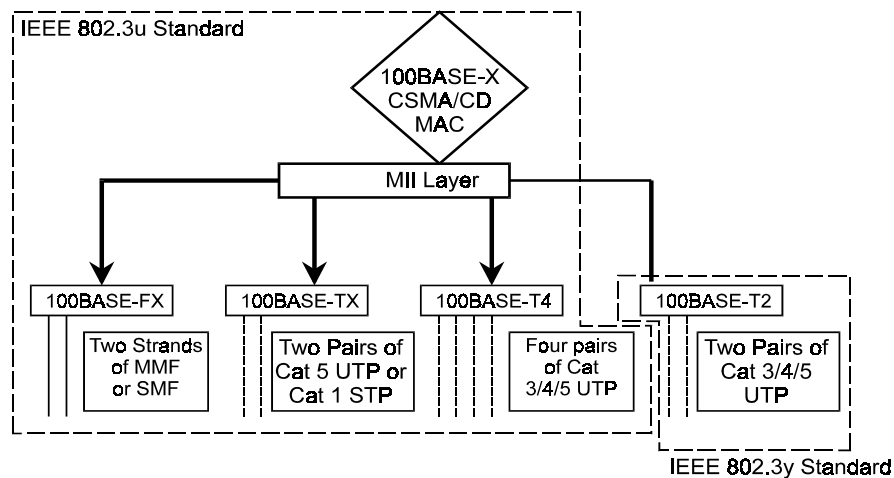 IEEE 802.3u Standard
100BASE-X
CSMA/CD
MAC
MII Layer
100BASE-FX
100BASE-TX
100BASE-T4
100BASE-T2
Two Strands
of MMF
or SMF
Two Pairs of
Cat 5 UTP or
Cat 1 STP
Four pairs
of Cat
3/4/5 UTP
Two Pairs of
Cat 3/4/5
UTP
IEEE 802.3y Standard